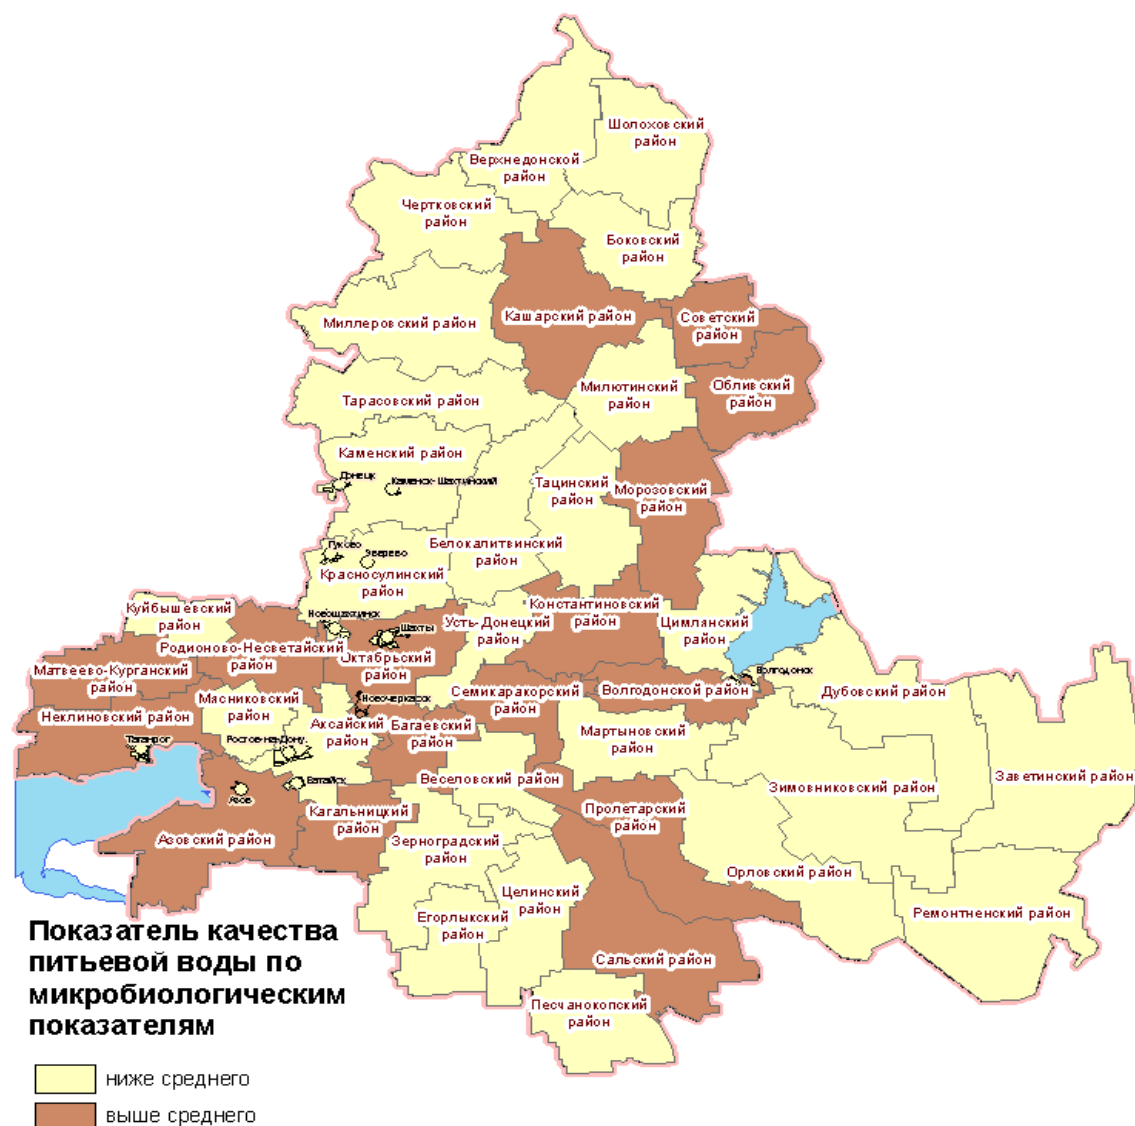 Шолоховский
район
Верхнедонской
район
Чертковский
район
Боковский
район
Кашарский район
Советский
район
Миллеровский район
Милютинский
район
Обливский
район
Тарасовский район
Каменский район
Донецк
Каменск-Шахтинский
Тацинский
район
Морозовский
район
Белокалитвинский
район
Гуково
Зверево
Красносулинский
район
Куйбышевский
район
Новошахтинск
Шахты
Усть-Донецкий
район
Константиновский
район
Цимлянский
район
Родионово-Несветайский
район
Октябрьский
район
Матвеево-Курганский
район
Волгодонск
Мясниковский
район
Новочеркасск
Семикаракорский
район
Волгодонской район
Дубовский район
Неклиновский район
Аксайский
район
Багаевский
район
Таганрог
Ростов-на-Дону
Мартыновский
район
Веселовский район
Заветинский район
Зимовниковский район
Батайск
Азов
Кагальницкий
район
Пролетарский
район
Азовский район
Зерноградский
район
Орловский район
Целинский
район
Егорлыкский
район
Ремонтненский район
Сальский район
Песчанокопский
район
Показатель качества
питьевой воды по
микробиологическим
показателям
ниже среднего
выше среднего